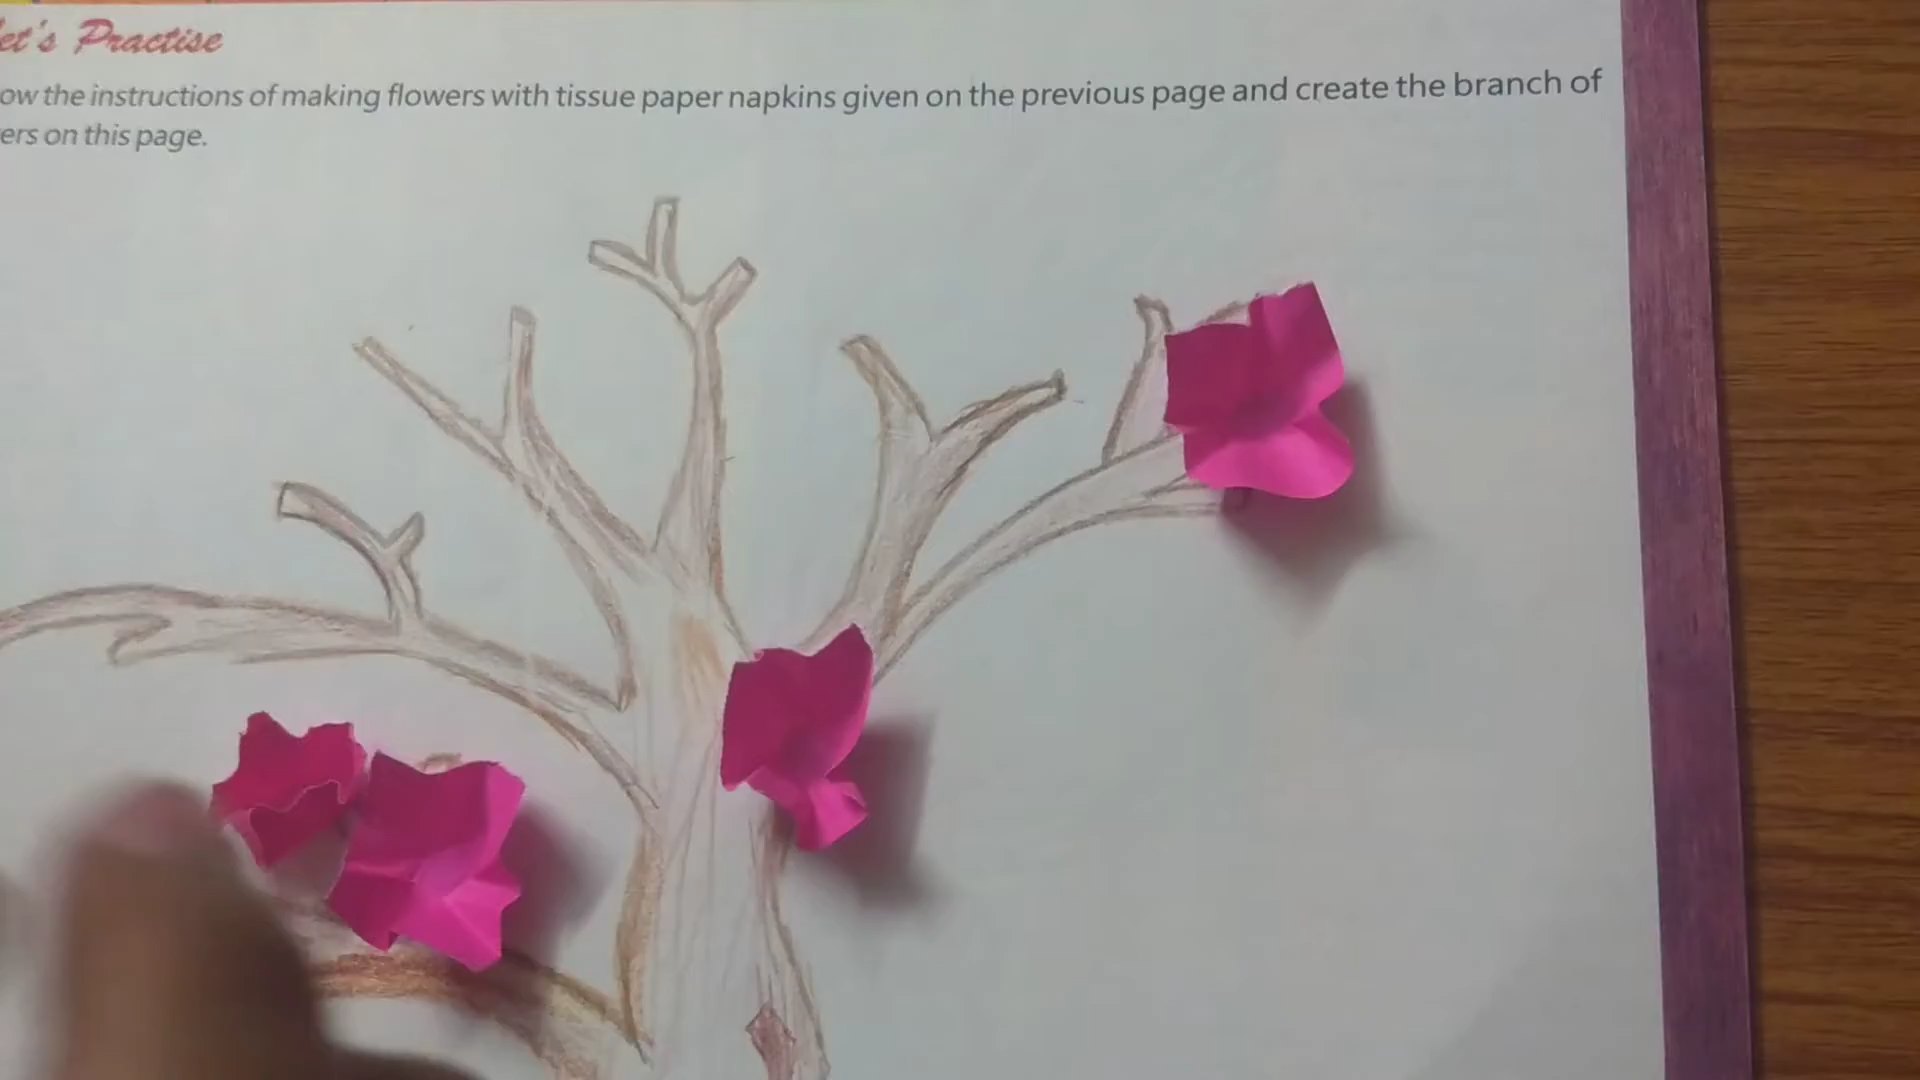 et's Practise
ow the instructions of making flowers with tissue paper napkins given on the previous page and create the branch of
ers on this page.